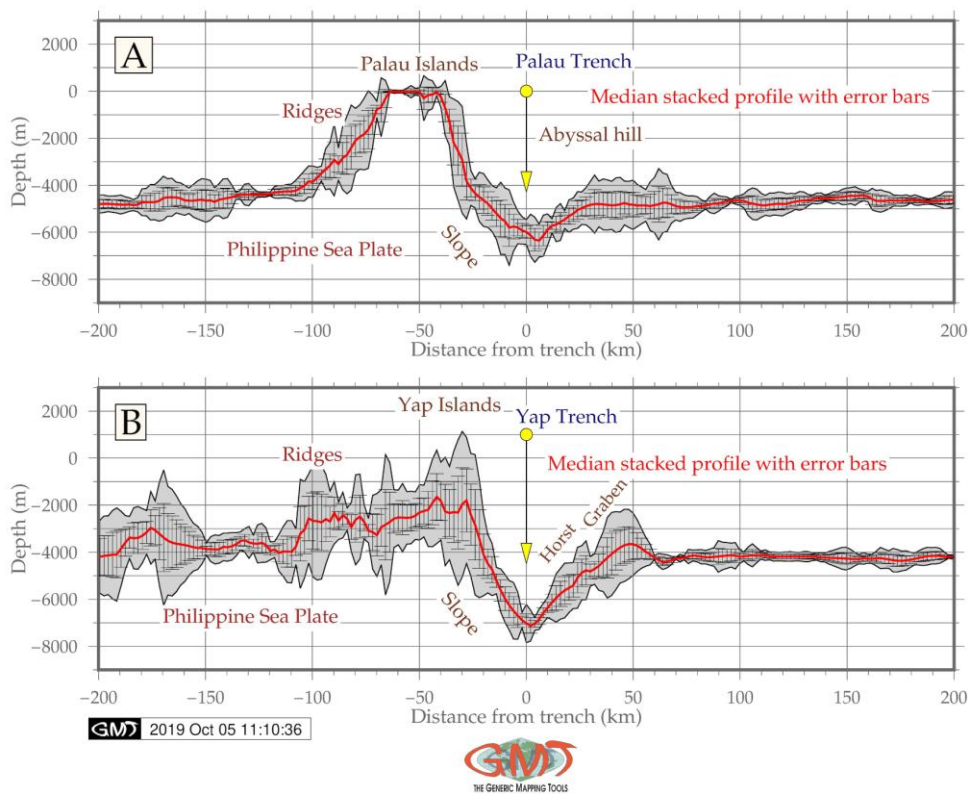 A
2000
0
−2000
−4000
−6000
−8000
Depth (m)
Palau Islands
Palau Trench
Ridges
Median stacked profile with error bars
Abyssal hill
Philippine Sea Plate
Slope
−200 −150 −100 −50 0 50 100 150 200
Distance from trench (km)
B
2000
0
−2000
−4000
−6000
−8000
Depth (m)
Yap Islands
Yap Trench
Ridges
Median stacked profile with error bars
Horst Graben
Philippine Sea Plate
Slope
−200 −150 −100 −50 0 50 100 150 200
Distance from trench (km)
GMT 2019 Oct 05 11:10:36
GMT
THE GENERIC MAPPING TOOLS